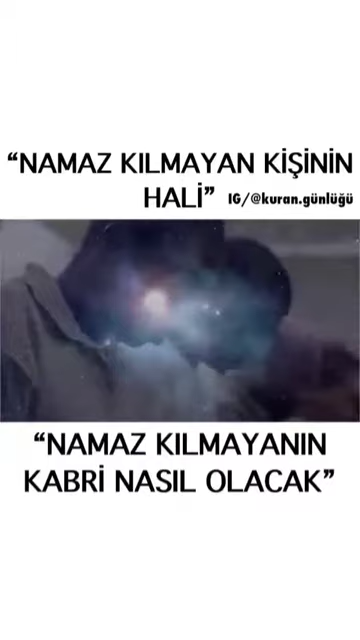 “NAMAZ KILMAYAN KİŞİNİN
HALİ” IG/@kuran.günlüğü
“NAMAZ KILMAYANIN
KABRİ NASIL OLACAK”